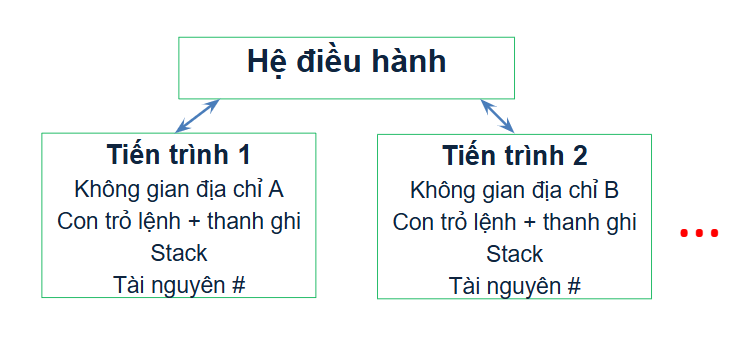 Hệ điều hành
Tiến trình 1
Không gian địa chỉ A
Con trỏ lệnh + thanh ghi
Stack
Tài nguyên #
Tiến trình 2
Không gian địa chỉ B
Con trỏ lệnh + thanh ghi
Stack
Tài nguyên #
...